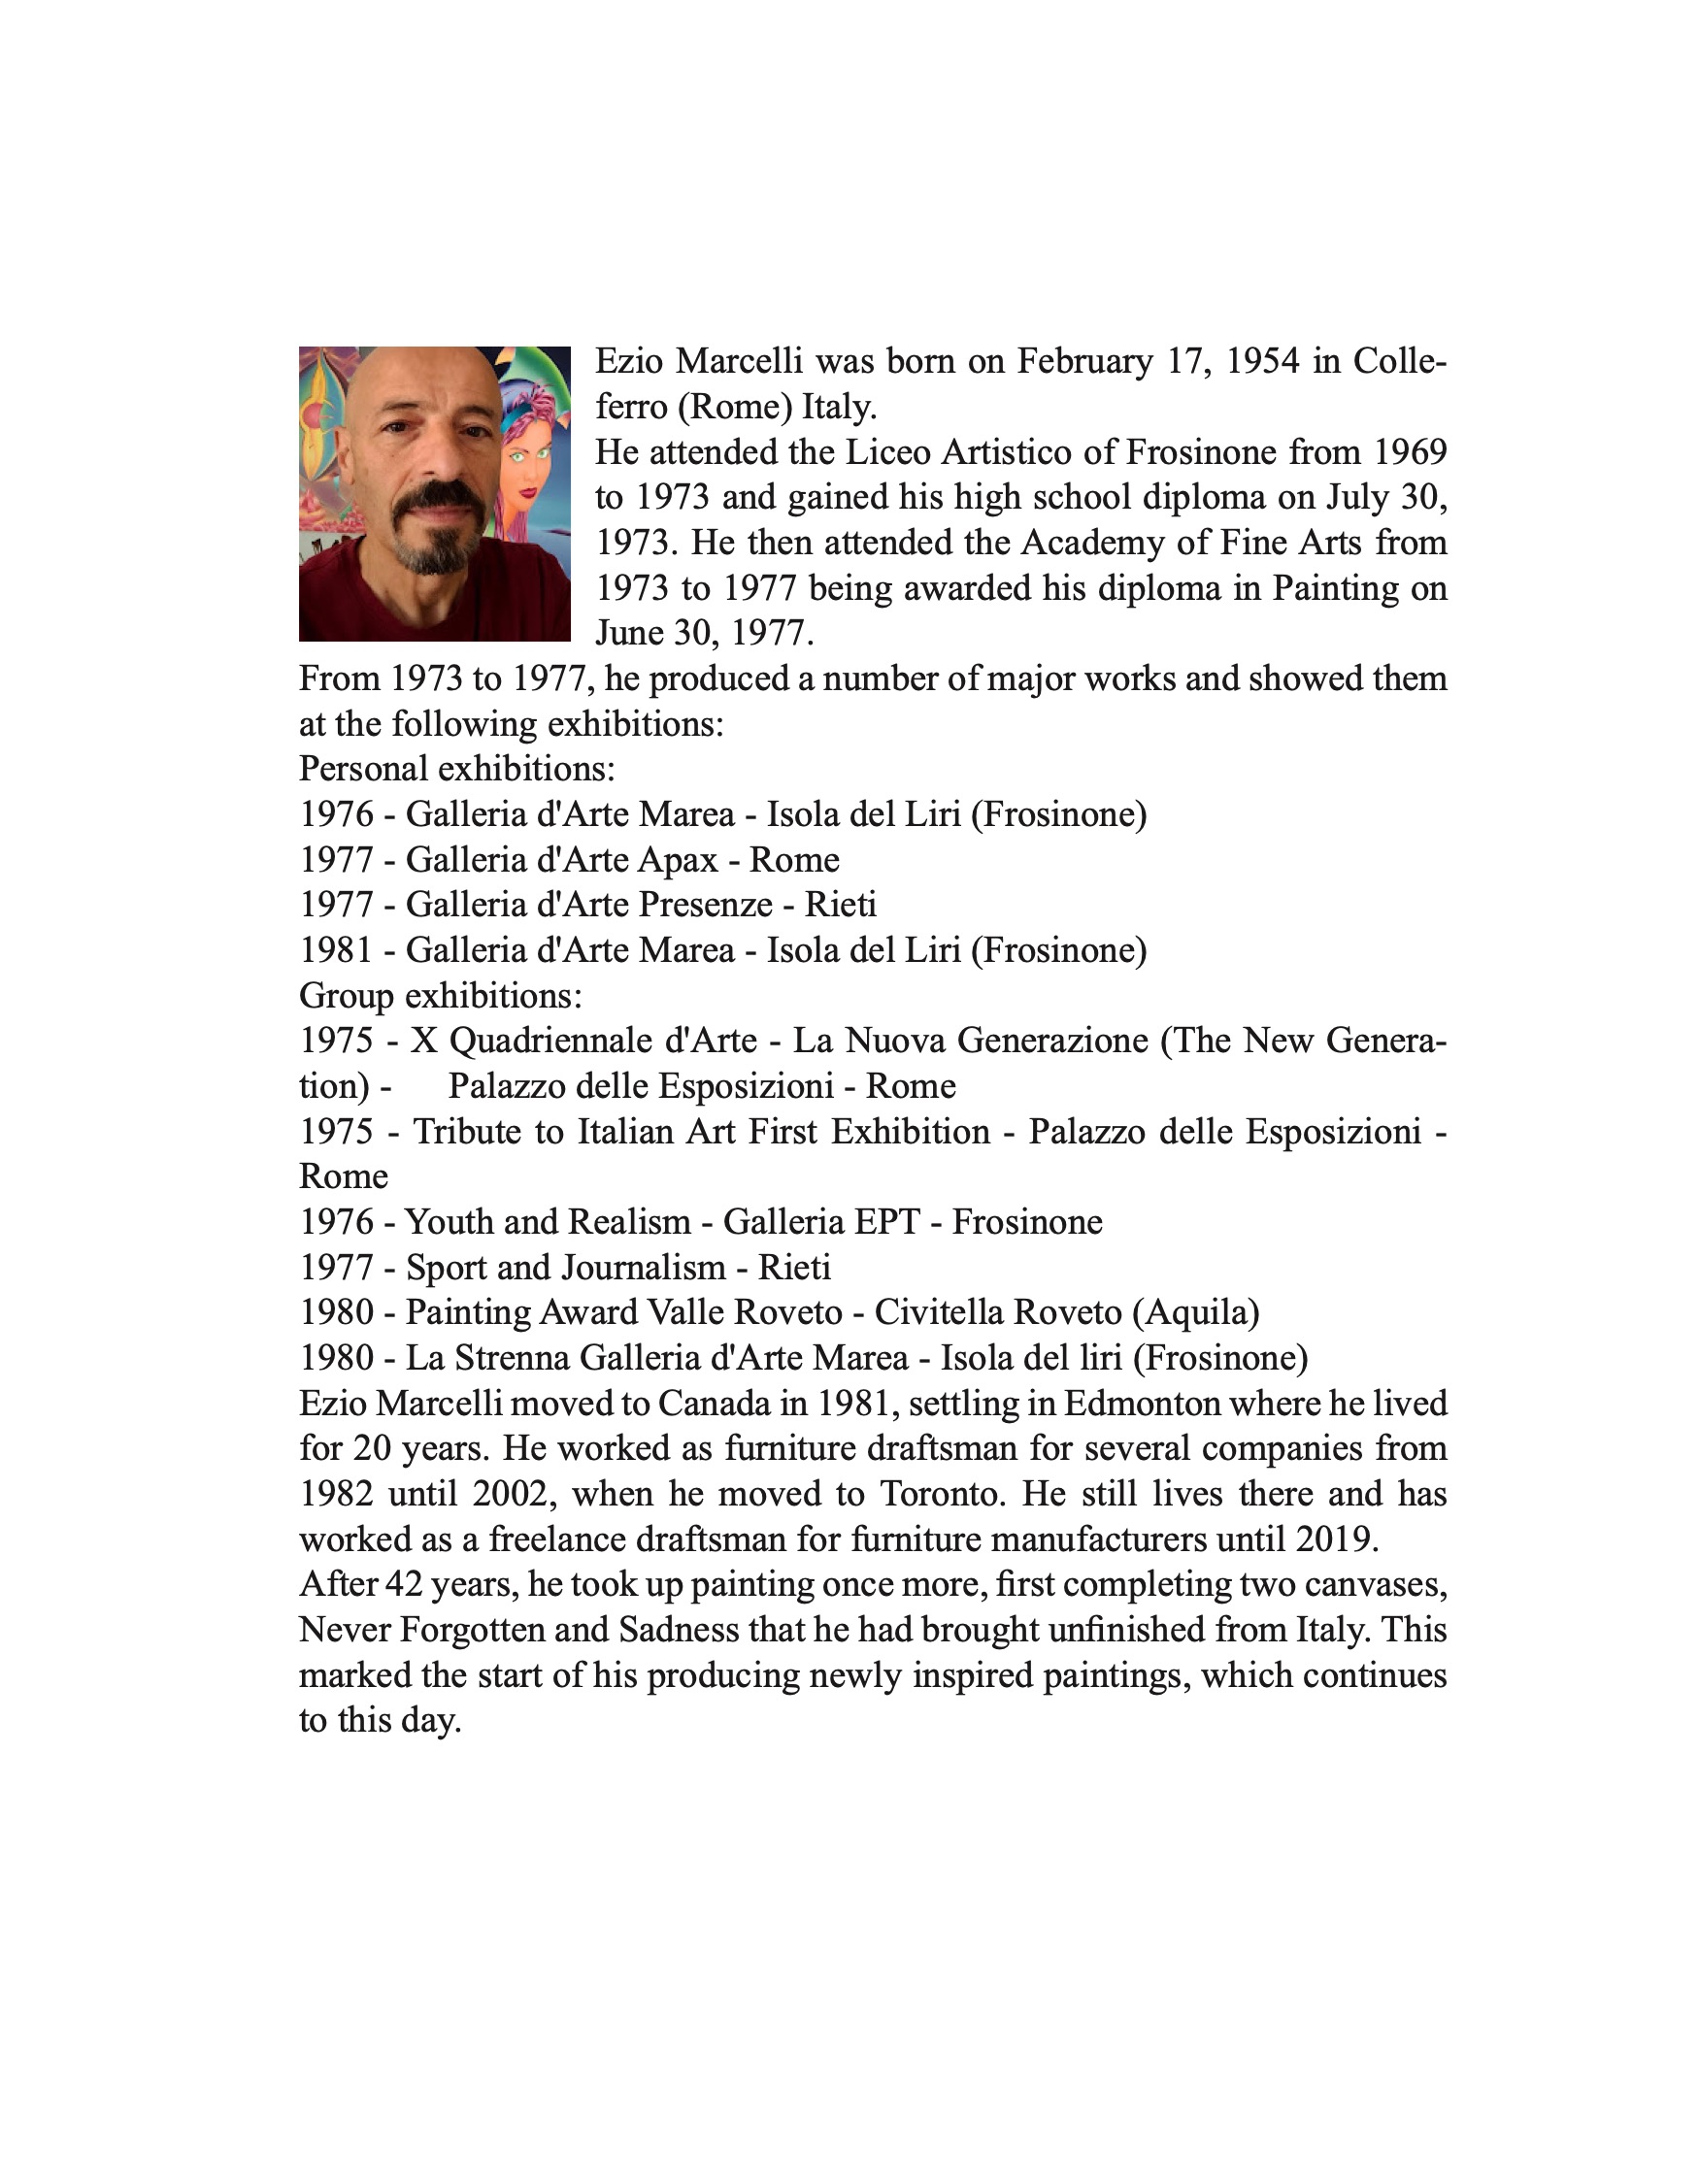 Ezio Marcelli was born on February 17, 1954 in Colle-
ferro (Rome) Italy.
He attended the Liceo Artistico of Frosinone from 1969
to 1973 and gained his high school diploma on July 30,
1973. He then attended the Academy of Fine Arts from
1973 to 1977 being awarded his diploma in Painting on
June 30, 1977.
From 1973 to 1977, he produced a number of major works and showed them
at the following exhibitions:
Personal exhibitions:
1976 - Galleria d'Arte Marea - Isola del Liri (Frosinone)
1977 - Galleria d'Arte Apax - Rome
1977 - Galleria d'Arte Presenze - Rieti
1981 - Galleria d'Arte Marea - Isola del Liri (Frosinone)
Group exhibitions:
1975 - X Quadriennale d'Arte - La Nuova Generazione (The New Genera-
tion) - Palazzo delle Esposizioni - Rome
1975 - Tribute to Italian Art First Exhibition - Palazzo delle Esposizioni -
Rome
1976 - Youth and Realism - Galleria EPT - Frosinone
1977 - Sport and Journalism - Rieti
1980 - Painting Award Valle Roveto - Civitella Roveto (Aquila)
1980 - La Strenna Galleria d'Arte Marea - Isola del liri (Frosinone)
Ezio Marcelli moved to Canada in 1981, settling in Edmonton where he lived
for 20 years. He worked as furniture draftsman for several companies from
1982 until 2002, when he moved to Toronto. He still lives there and has
worked as a freelance draftsman for furniture manufacturers until 2019.
After 42 years, he took up painting once more, first completing two canvases,
Never Forgotten and Sadness that he had brought unfinished from Italy. This
marked the start of his producing newly inspired paintings, which continues
to this day.